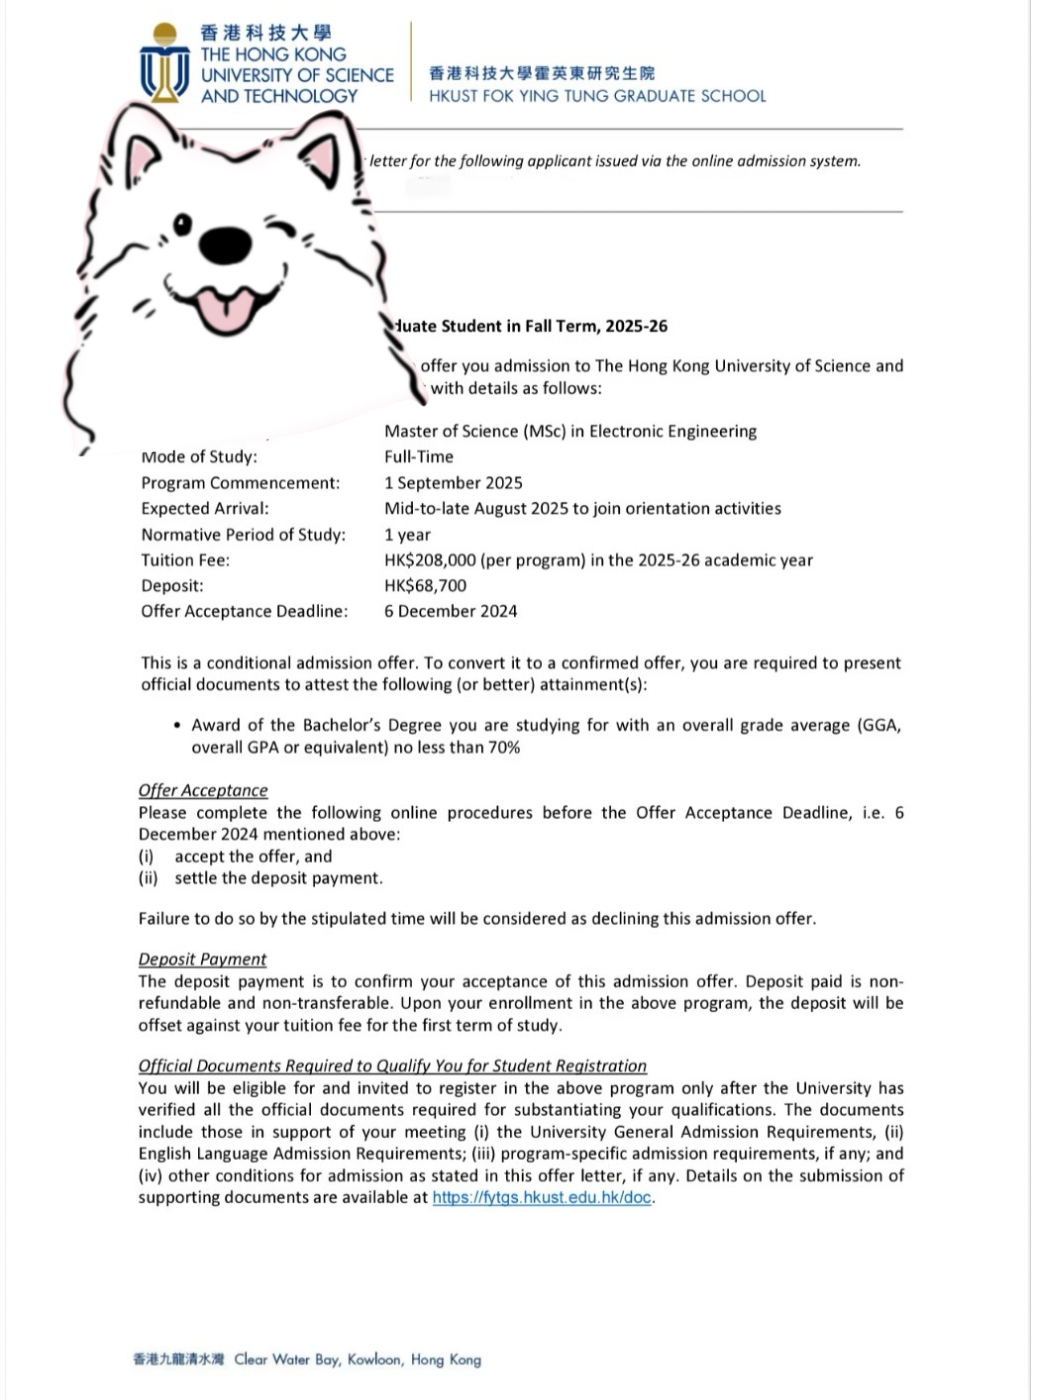 香港科技大學
THE HONG KONG
UNIVERSITY OF SCIENCE
AND TECHNOLOGY
香港科技大學霍英東研究生院
HKUST FOK YING TUNG GRADUATE SCHOOL
letter for the following applicant issued via the online admission system.
Student in Fall Term, 2025-26
offer you admission to The Hong Kong University of Science and
with details as follows:
Master of Science (MSc) in Electronic Engineering
Mode of Study: Full-Time
Program Commencement: 1 September 2025
Expected Arrival: Mid-to-late August 2025 to join orientation activities
Normative Period of Study: 1 year
Tuition Fee: HK$208,000 (per program) in the 2025-26 academic year
Deposit: HK$68,700
Offer Acceptance Deadline: 6 December 2024
This is a conditional admission offer. To convert it to a confirmed offer, you are required to present
official documents to attest the following (or better) attainment(s):
• Award of the Bachelor's Degree you are studying for with an overall grade average (GGA,
overall GPA or equivalent) no less than 70%
Offer Acceptance
Please complete the following online procedures before the Offer Acceptance Deadline, i.e. 6
December 2024 mentioned above:
(i) accept the offer, and
(ii) settle the deposit payment.
Failure to do so by the stipulated time will be considered as declining this admission offer.
Deposit Payment
The deposit payment is to confirm your acceptance of this admission offer. Deposit paid is non-
refundable and non-transferable. Upon your enrollment in the above program, the deposit will be
offset against your tuition fee for the first term of study.
Official Documents Required to Qualify You for Student Registration
You will be eligible for and invited to register in the above program only after the University has
verified all the official documents required for substantiating your qualifications. The documents
include those in support of your meeting (i) the University General Admission Requirements, (ii)
English Language Admission Requirements; (iii) program-specific admission requirements, if any; and
(iv) other conditions for admission as stated in this offer letter, if any. Details on the submission of
supporting documents are available at https://fytgs.hkust.edu.hk/doc.
香港九龍清水灣 Clear Water Bay, Kowloon, Hong Kong